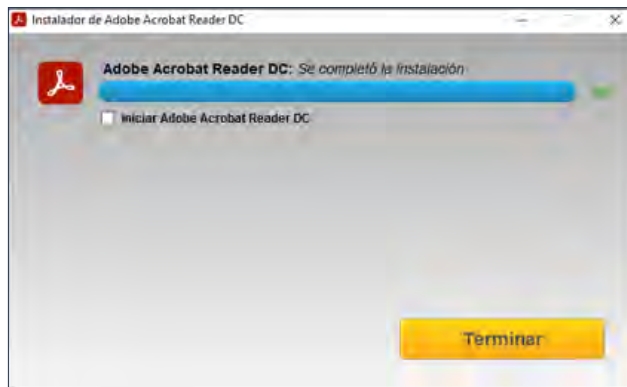 Instalador de Adobe Acrobat Reader DC
Adobe Acrobat Reader DC: Se completó la instalación
Iniciar Adobe Acrobat Reader DC
Terminar